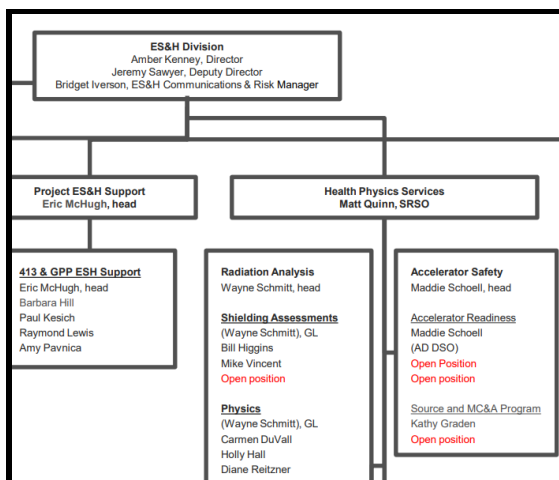 ES&H Division
Amber Kenney, Director
Jeremy Sawyer, Deputy Director
Bridget Iverson, ES&H Communications & Risk Manager
Project ES&H Support
Eric McHugh, head
Health Physics Services
Matt Quinn, SRSO
413 & GPP ESH Support
Eric McHugh, head
Barbara Hill
Paul Kesich
Raymond Lewis
Amy Pavnica
Radiation Analysis
Wayne Schmitt, head
Shielding Assessments
(Wayne Schmitt), GL
Bill Higgins
Mike Vincent
Open position
Physics
(Wayne Schmitt), GL
Carmen DuVall
Holly Hall
Diane Reitzner
Accelerator Safety
Maddie Schoell, head
Accelerator Readiness
Maddie Schoell
(AD DSO)
Open Position
Open position
Source and MC&A Program
Kathy Graden
Open position